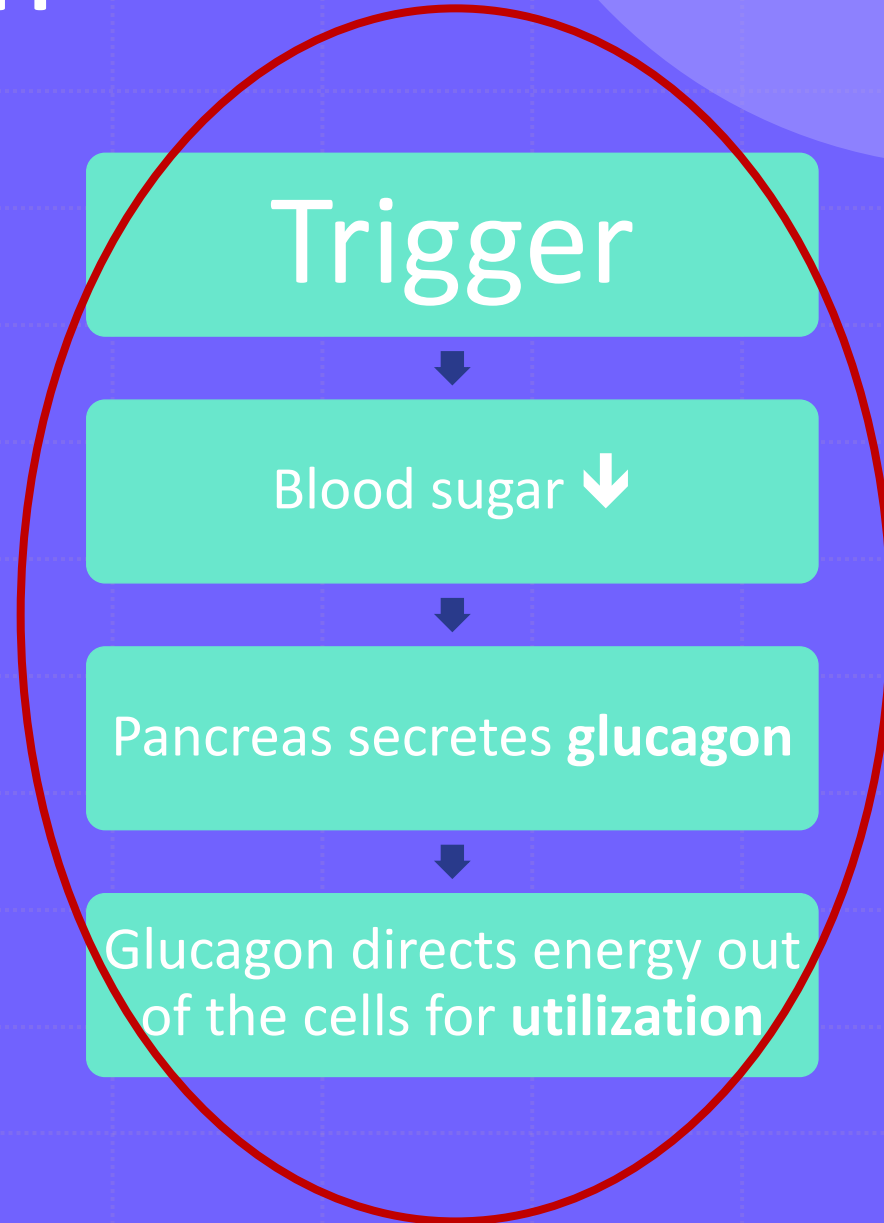 Trigger
Blood sugar ↓
Pancreas secretes glucagon
Glucagon directs energy out
of the cells for utilization